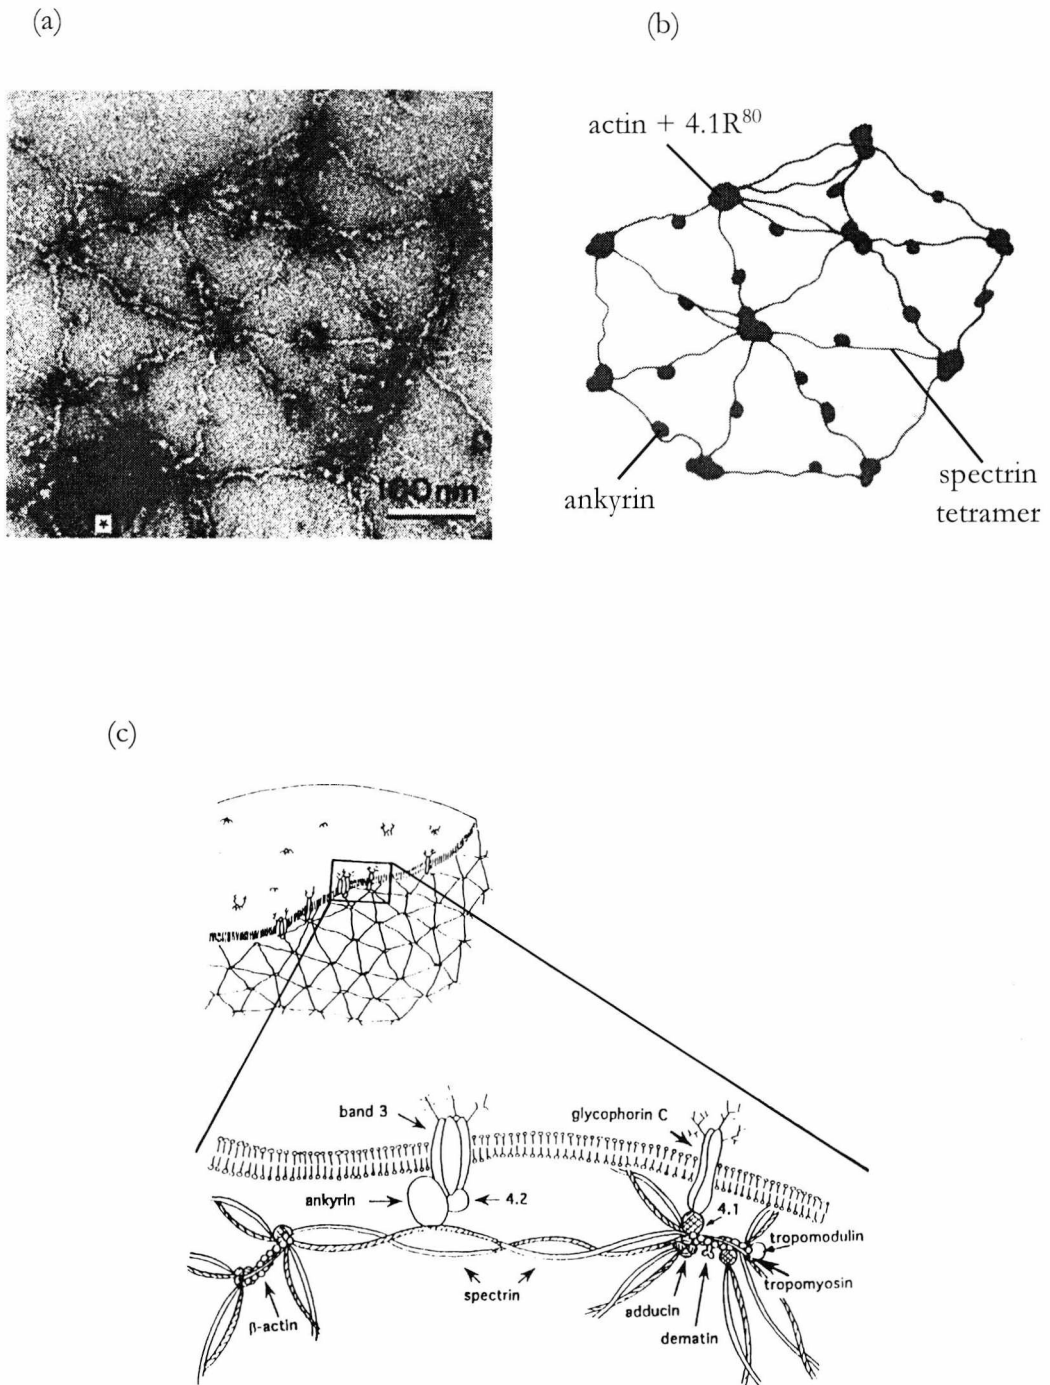 (a)
(b)
actin + 4.1R⁸⁰
ankyrin
spectrin
tetramer
100nm
(c)
band 3
glycophorin C
ankyrin
4.2
4.1
tropomodulin
tropomyosin
spectrin
adducin
dematin
β-actin